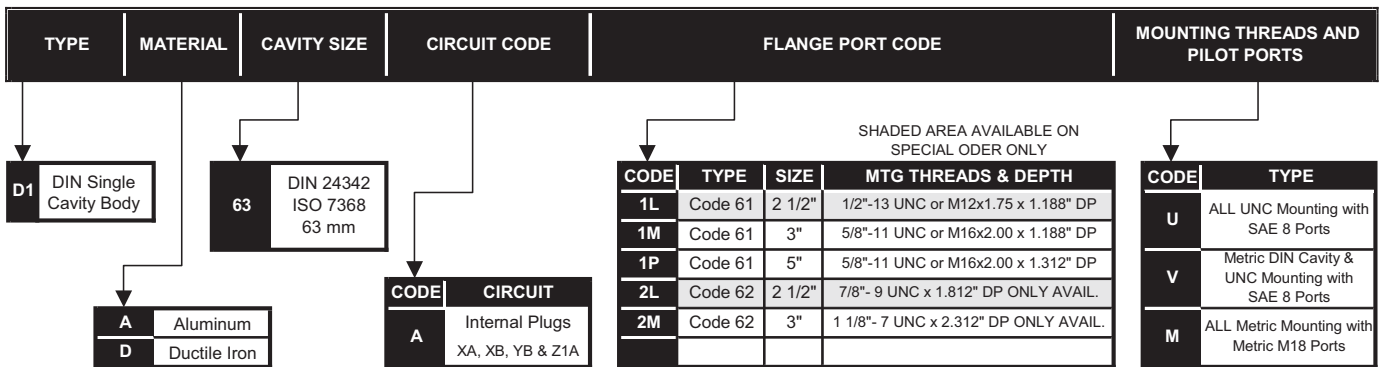 TYPE
MATERIAL
CAVITY SIZE
CIRCUIT CODE
FLANGE PORT CODE
MOUNTING THREADS AND
PILOT PORTS
D1
DIN Single
Cavity Body
A Aluminum
D Ductile Iron
63
DIN 24342
ISO 7368
63 mm
CODE CIRCUIT
A
Internal Plugs
XA, XB, YB & Z1A
SHADED AREA AVAILABLE ON
SPECIAL ODER ONLY
CODE TYPE SIZE MTG THREADS & DEPTH
1L Code 61 2 1/2" 1/2"-13 UNC or M12x1.75 x 1.188" DP
1M Code 61 3" 5/8"-11 UNC or M16x2.00 x 1.188" DP
1P Code 61 5" 5/8"-11 UNC or M16x2.00 x 1.312" DP
2L Code 62 2 1/2" 7/8"- 9 UNC x 1.812" DP ONLY AVAIL.
2M Code 62 3" 1 1/8"- 7 UNC x 2.312" DP ONLY AVAIL.
CODE TYPE
U
ALL UNC Mounting with
SAE 8 Ports
V
Metric DIN Cavity &
UNC Mounting with
SAE 8 Ports
M
ALL Metric Mounting with
Metric M18 Ports